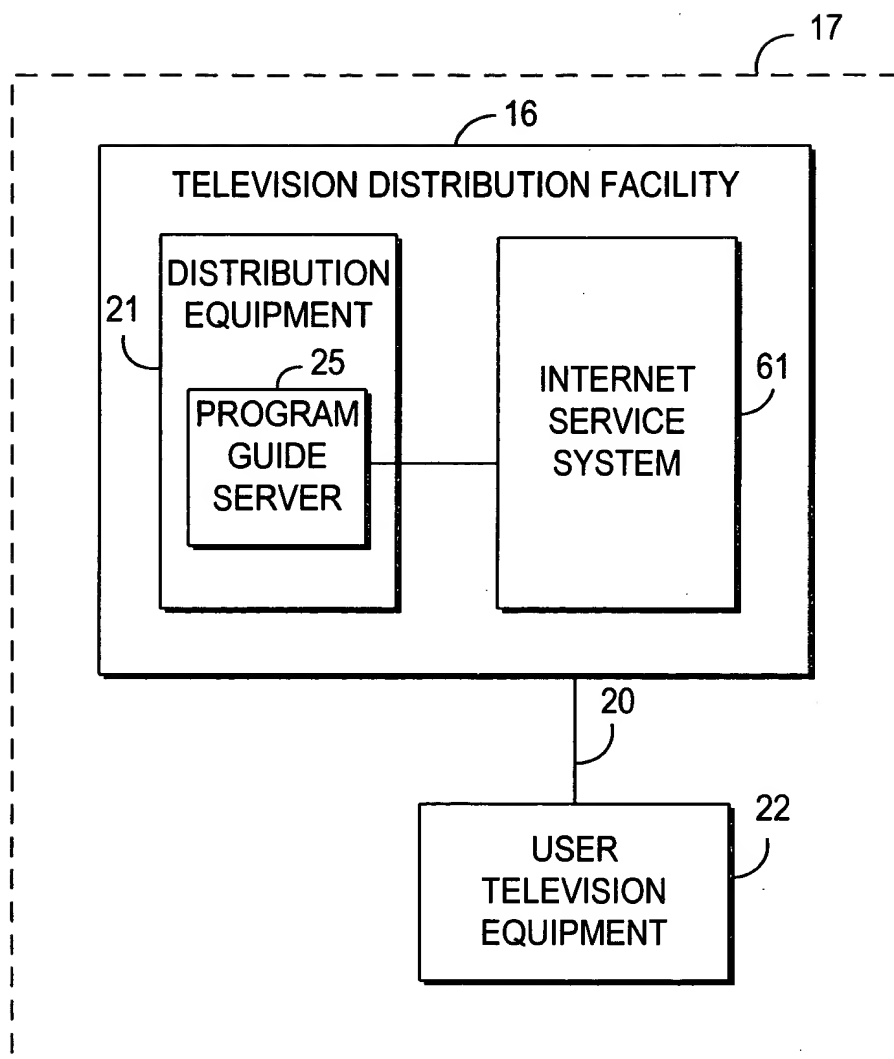 17
16
TELEVISION DISTRIBUTION FACILITY
DISTRIBUTION
EQUIPMENT
21
25
PROGRAM
GUIDE
SERVER
INTERNET
SERVICE
SYSTEM
61
20
USER
TELEVISION
EQUIPMENT
22